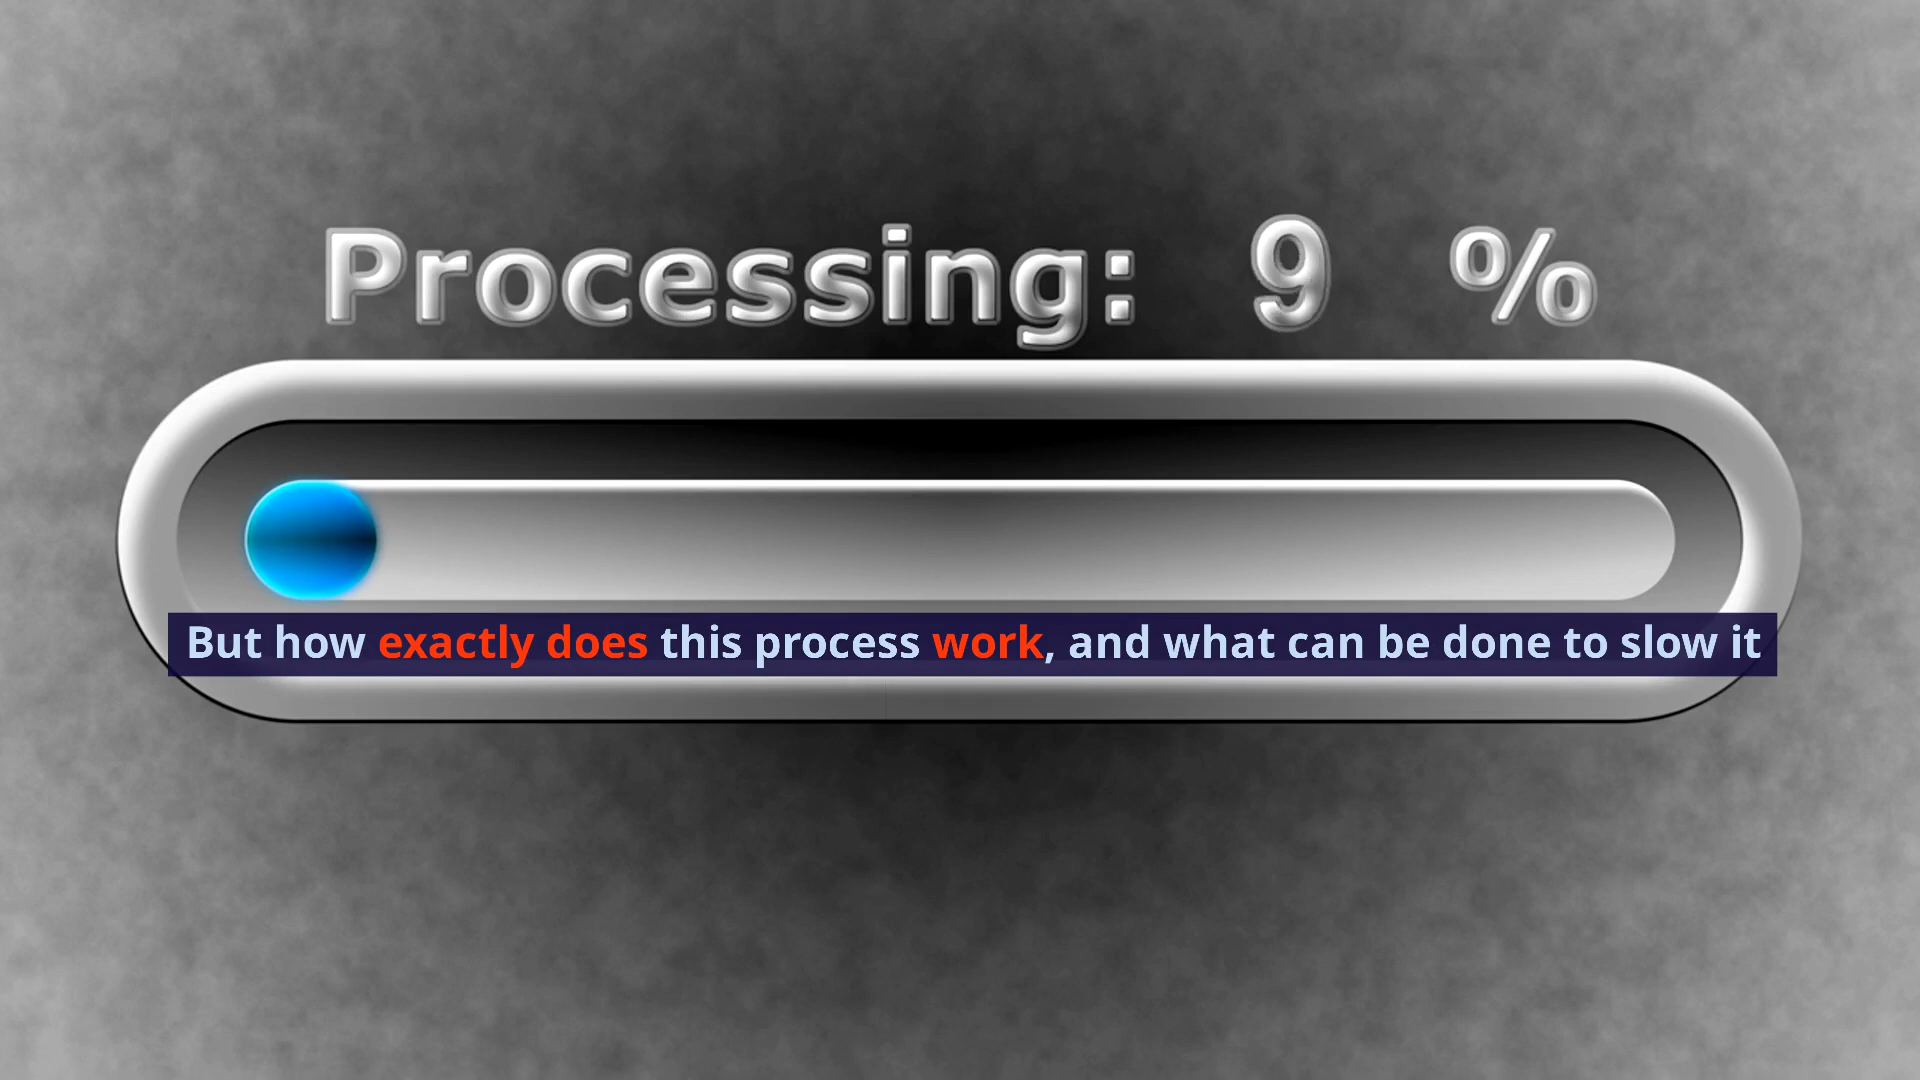 Processing: 9 %
But how exactly does this process work, and what can be done to slow it